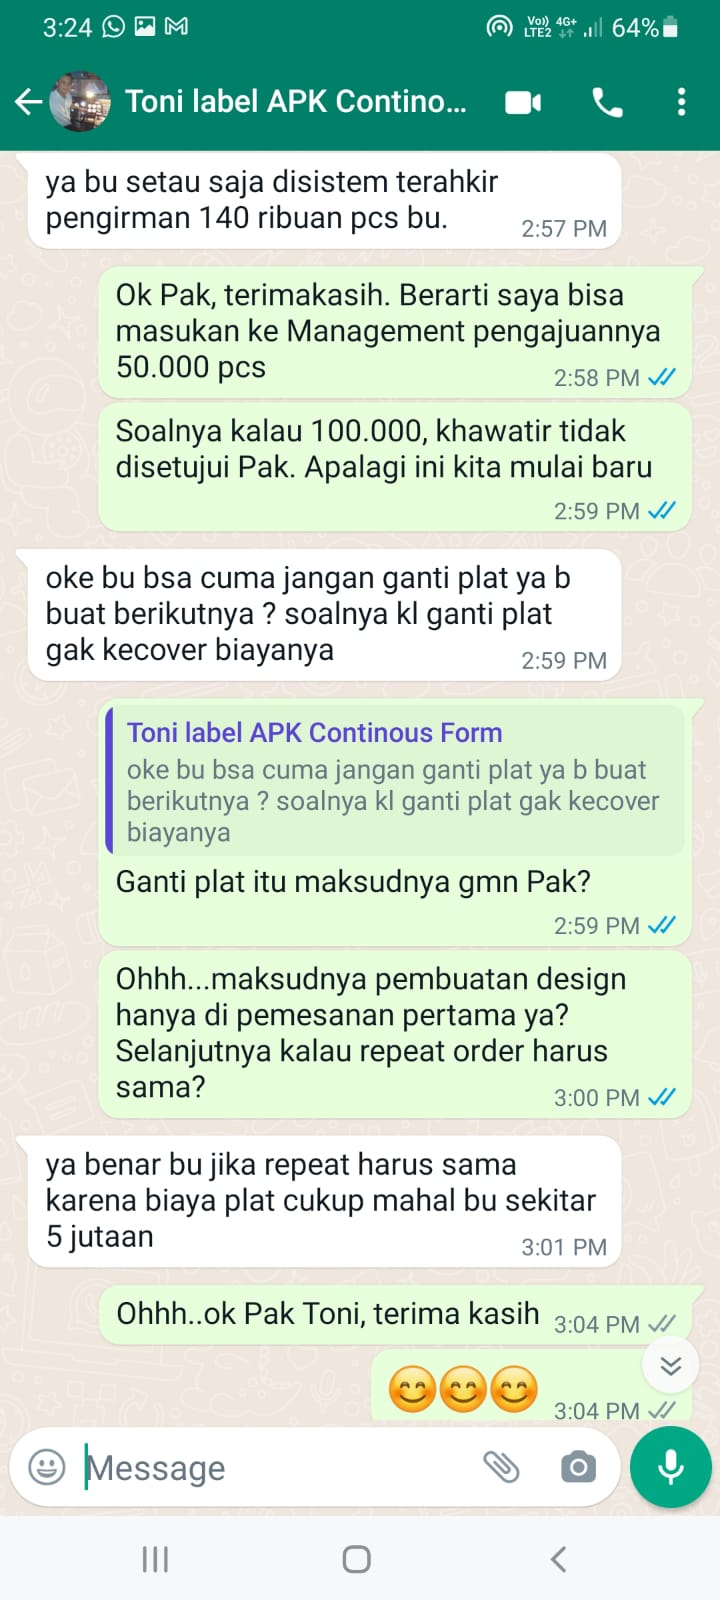 3:24
Vo)) 4G+
LTE2
64%
Toni label APK Contino...
ya bu setau saja disistem terahkir
pengirman 140 ribuan pcs bu.
2:57 PM
Ok Pak, terimakasih. Berarti saya bisa
masukan ke Management pengajuannya
50.000 pcs
2:58 PM
Soalnya kalau 100.000, khawatir tidak
disetujui Pak. Apalagi ini kita mulai baru
2:59 PM
oke bu bsa cuma jangan ganti plat ya b
buat berikutnya ? soalnya kl ganti plat
gak kecover biayanya
2:59 PM
Toni label APK Continous Form
oke bu bsa cuma jangan ganti plat ya b buat
berikutnya ? soalnya kl ganti plat gak kecover
biayanya
Ganti plat itu maksudnya gmn Pak?
2:59 PM
Ohhh...maksudnya pembuatan design
hanya di pemesanan pertama ya?
Selanjutnya kalau repeat order harus
sama?
3:00 PM
ya benar bu jika repeat harus sama
karena biaya plat cukup mahal bu sekitar
5 jutaan
3:01 PM
Ohhh..ok Pak Toni, terima kasih
3:04 PM
😊😊😊
3:04 PM
Message